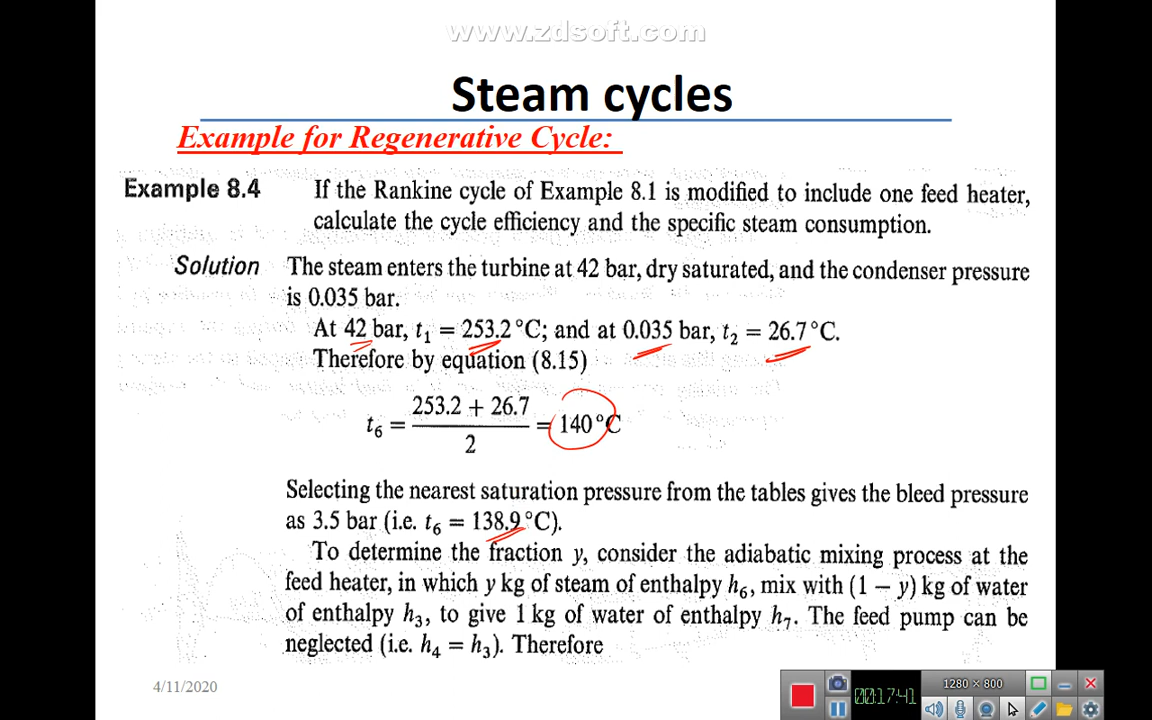 www.zdsoft.com
Steam cycles
Example for Regenerative Cycle:
Example 8.4 If the Rankine cycle of Example 8.1 is modified to include one feed heater,
calculate the cycle efficiency and the specific steam consumption.
Solution The steam enters the turbine at 42 bar, dry saturated, and the condenser pressure
is 0.035 bar.
At 42 bar, t₁ = 253.2 °C; and at 0.035 bar, t₂ = 26.7 °C.
Therefore by equation (8.15)
t₆ = (253.2 + 26.7)/2 = 140 °C
Selecting the nearest saturation pressure from the tables gives the bleed pressure
as 3.5 bar (i.e. t₆ = 138.9 °C).
To determine the fraction y, consider the adiabatic mixing process at the
feed heater, in which y kg of steam of enthalpy h₆, mix with (1 − y) kg of water
of enthalpy h₃, to give 1 kg of water of enthalpy h₇. The feed pump can be
neglected (i.e. h₄ = h₃). Therefore
4/11/2020
1280 × 800
00:17:41